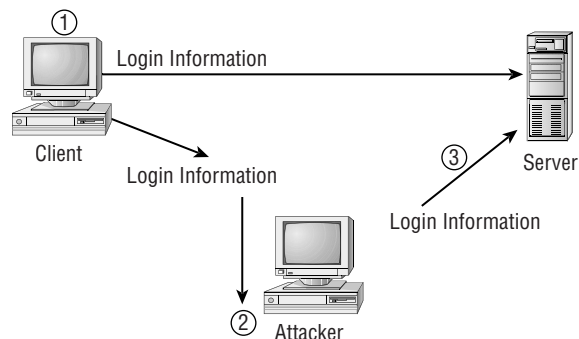 ①
Login Information
Client
Login Information
③
Server
Login Information
②
Attacker